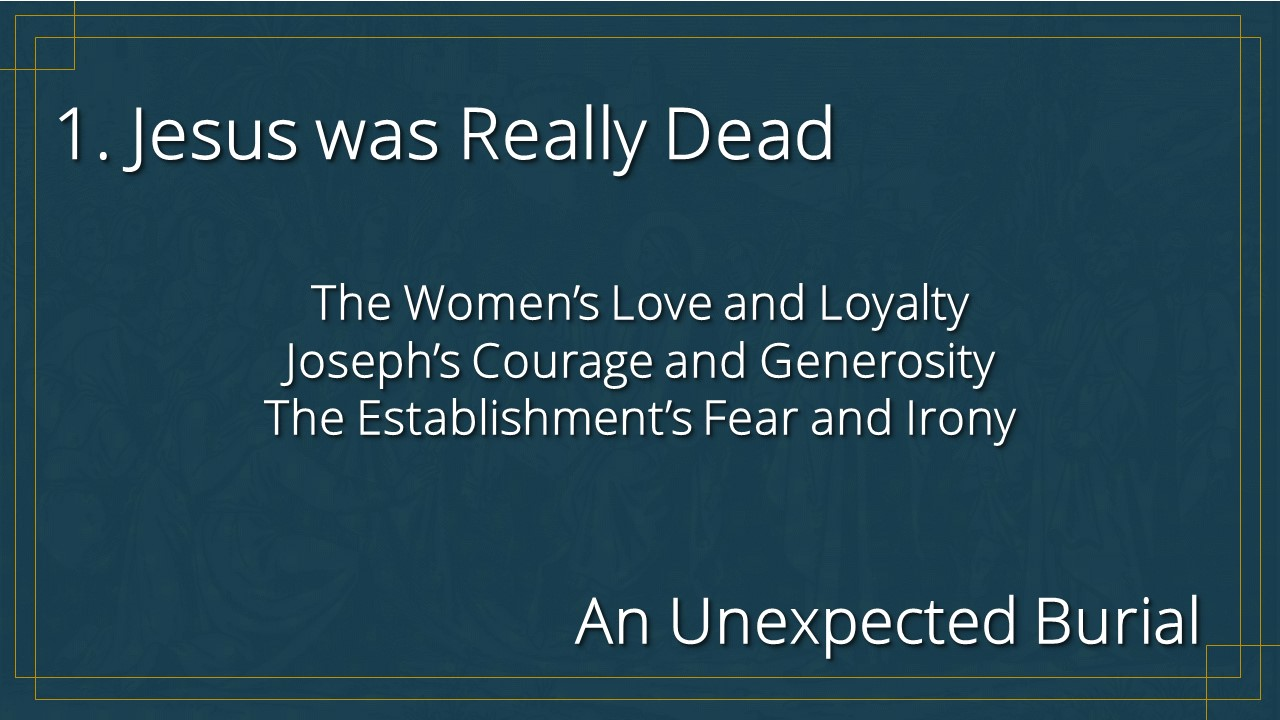 1. Jesus was Really Dead
The Women’s Love and Loyalty
Joseph’s Courage and Generosity
The Establishment’s Fear and Irony
An Unexpected Burial